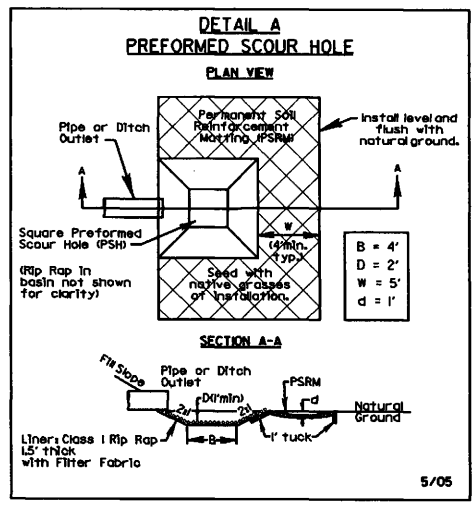 DETAIL A
PREFORMED SCOUR HOLE
PLAN VIEW
Permanent Soil
Reinforcement
Matting (PSRM)
Install level and
flush with
natural ground.
Pipe or Ditch
Outlet
A
A
Square Preformed
Scour Hole (PSH)
(Rip Rap in
basin not shown
for clarity)
W
(4'min.
typ.)
Seed with
native grasses
at installation.
B = 4'
D = 2'
W = 5'
d = 1'
SECTION A-A
Fill Slope
Pipe or Ditch
Outlet
D(1'min)
2:1
2:1
PSRM
d
Natural
Ground
B
1' tuck
Liner: Class I Rip Rap
1.5' thick
with Filter Fabric
5/05